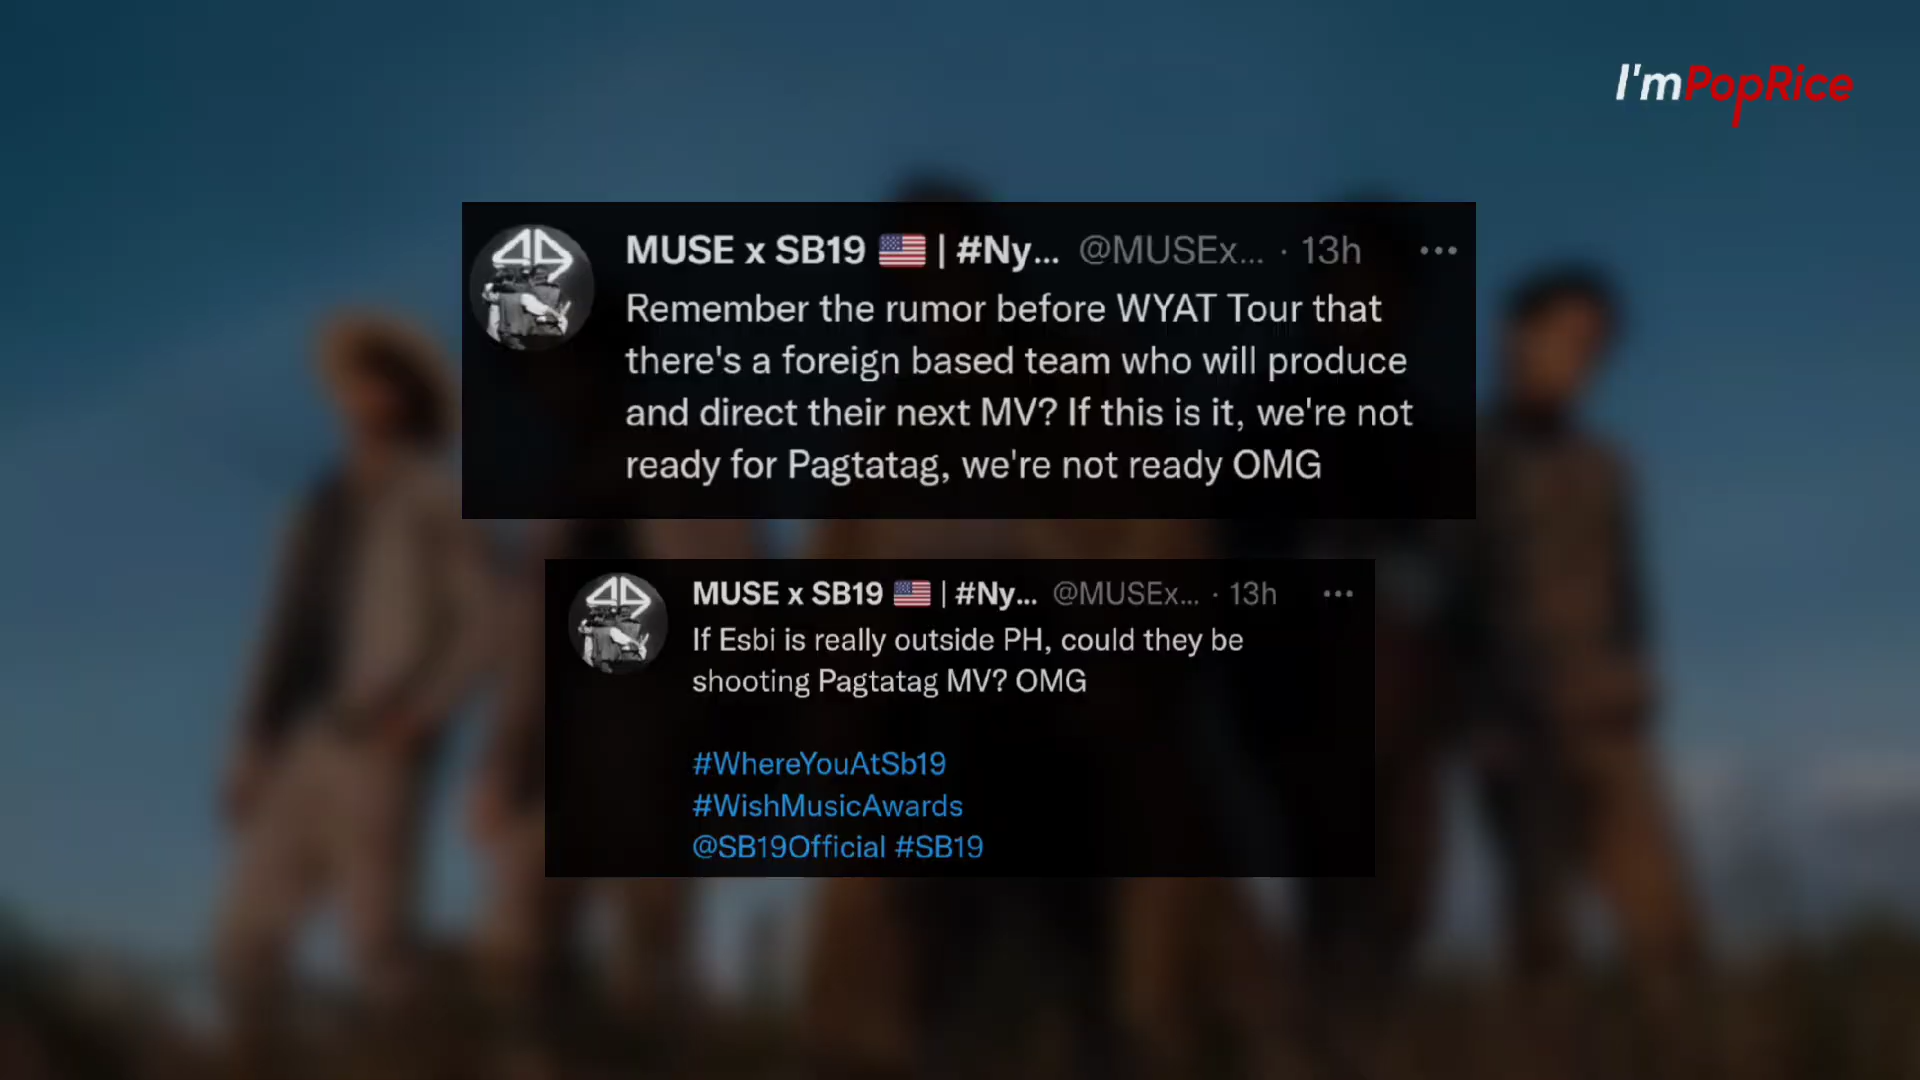 I'mPopRice
MUSE x SB19 🇺🇸 | #Ny... @MUSEx... · 13h
Remember the rumor before WYAT Tour that
there's a foreign based team who will produce
and direct their next MV? If this is it, we're not
ready for Pagtatag, we're not ready OMG
MUSE x SB19 🇺🇸 | #Ny... @MUSEx... · 13h
If Esbi is really outside PH, could they be
shooting Pagtatag MV? OMG
#WhereYouAtSb19
#WishMusicAwards
@SB19Official #SB19